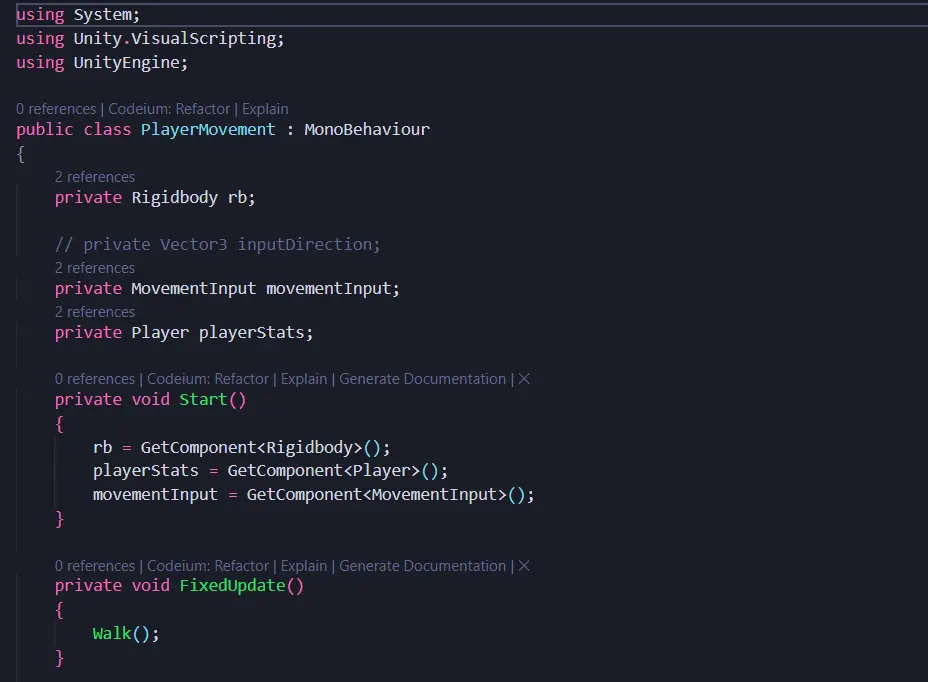 using System;
using Unity.VisualScripting;
using UnityEngine;
0 references | Codeium: Refactor | Explain
public class PlayerMovement : MonoBehaviour
{
2 references
private Rigidbody rb;
// private Vector3 inputDirection;
2 references
private MovementInput movementInput;
2 references
private Player playerStats;
0 references | Codeium: Refactor | Explain | Generate Documentation | ×
private void Start()
{
rb = GetComponent<Rigidbody>();
playerStats = GetComponent<Player>();
movementInput = GetComponent<MovementInput>();
}
0 references | Codeium: Refactor | Explain | Generate Documentation | ×
private void FixedUpdate()
{
Walk();
}